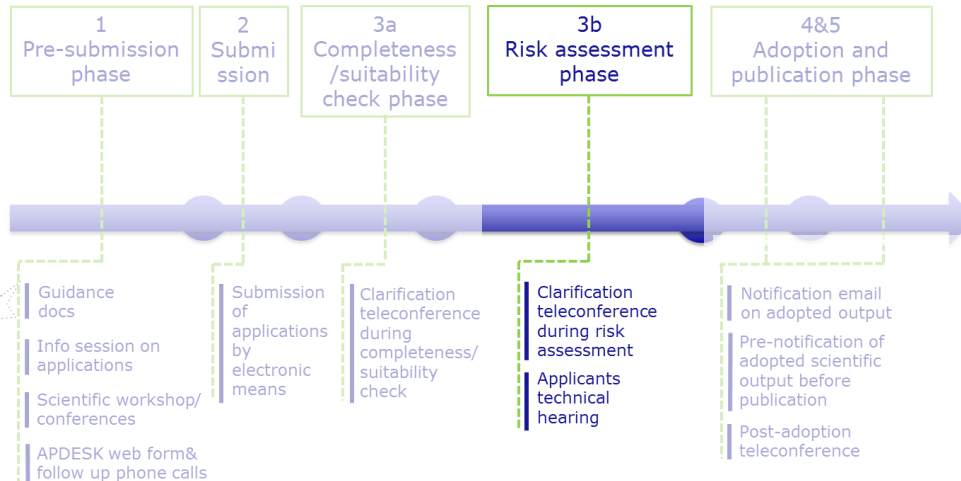 1
Pre-submission
phase
2
Submi
ssion
3a
Completeness
/suitability
check phase
3b
Risk assessment
phase
4&5
Adoption and
publication phase
Guidance
docs
Info session on
applications
Scientific workshop/
conferences
APDESK web form&
follow up phone calls
Submission
of
applications
by
electronic
means
Clarification
teleconference
during
completeness/
suitability
check
Clarification
teleconference
during risk
assessment
Applicants
technical
hearing
Notification email
on adopted output
Pre-notification of
adopted scientific
output before
publication
Post-adoption
teleconference